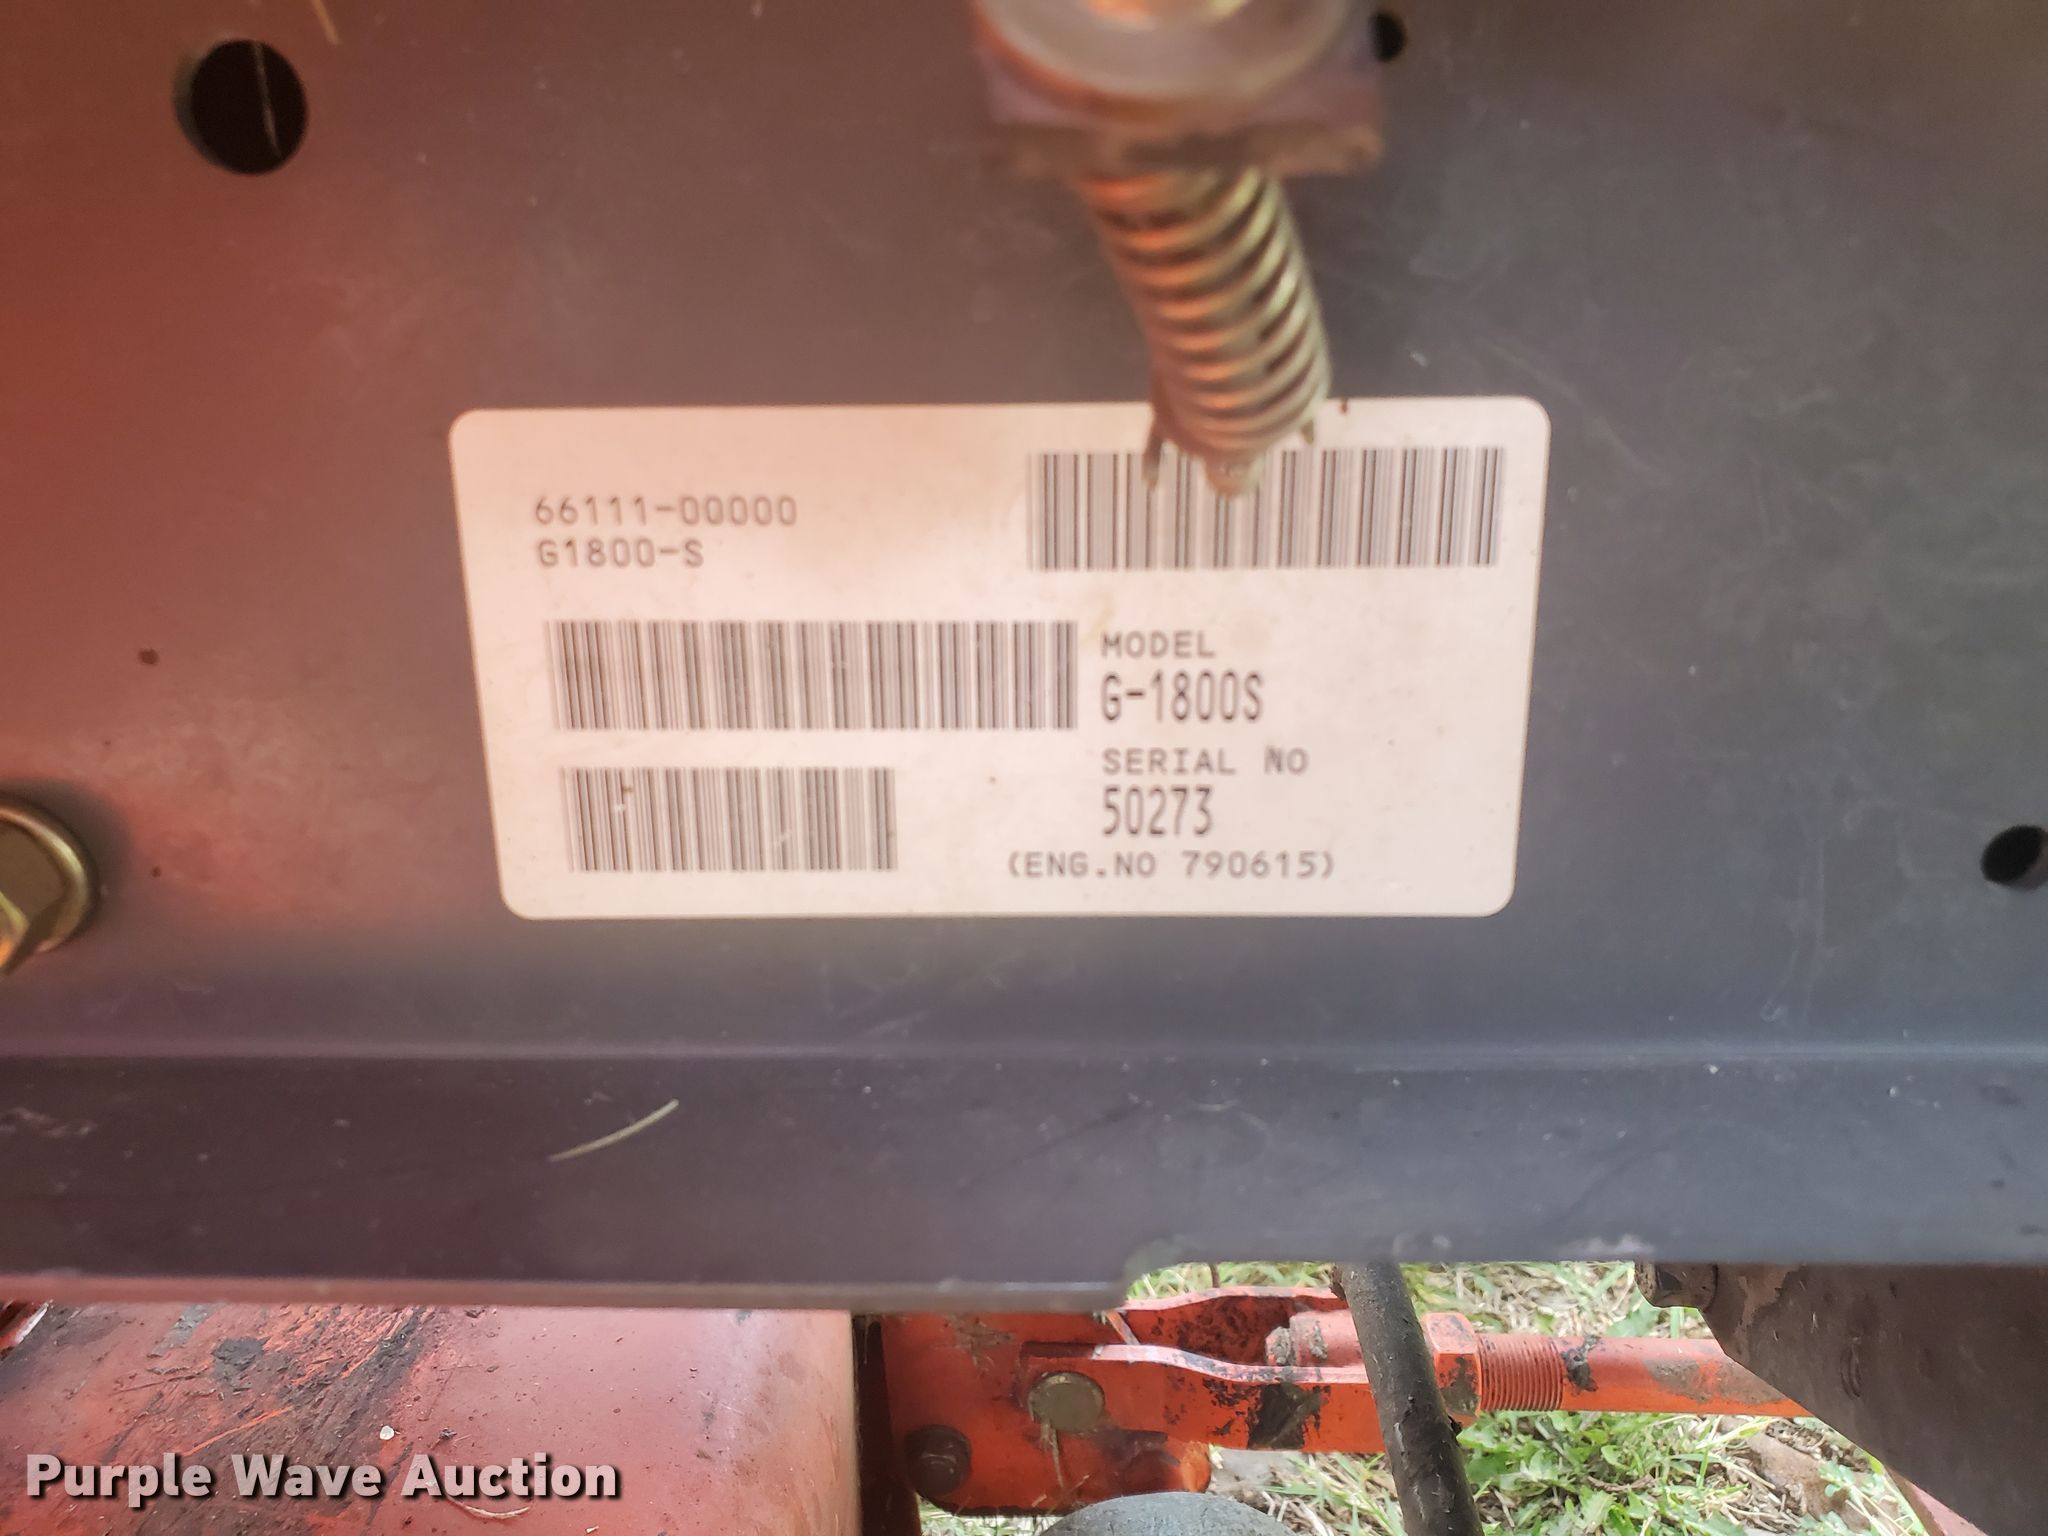 66111-00000
G1800-S
MODEL
G-1800S
SERIAL NO
50273
(ENG.NO 790615)
Purple Wave Auction